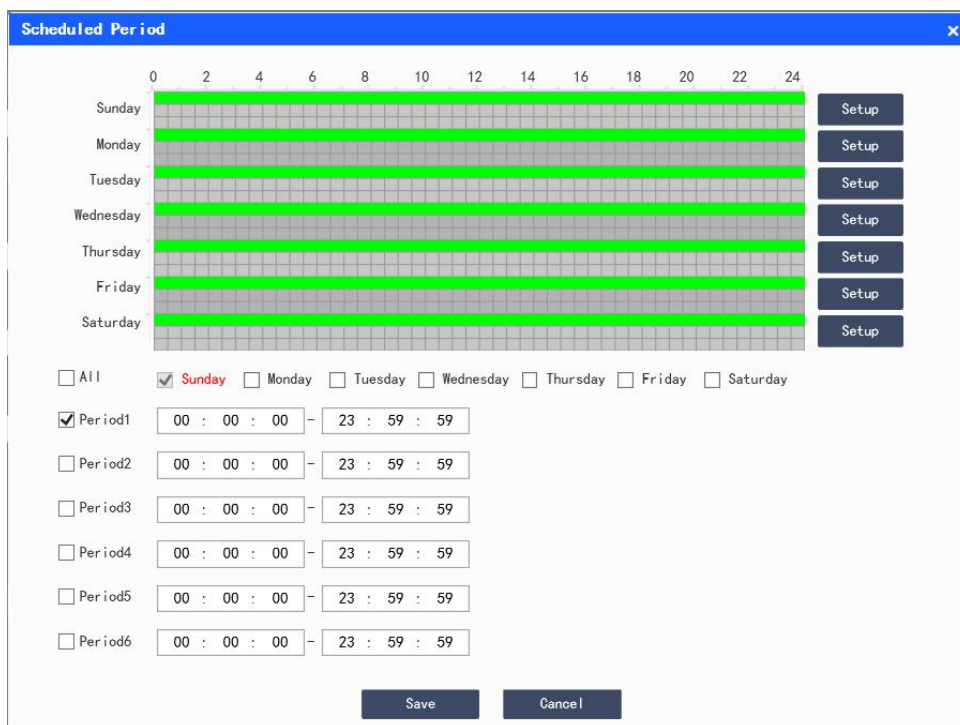 Scheduled Period ×
0 2 4 6 8 10 12 14 16 18 20 22 24
Sunday Setup
Monday Setup
Tuesday Setup
Wednesday Setup
Thursday Setup
Friday Setup
Saturday Setup
All Sunday Monday Tuesday Wednesday Thursday Friday Saturday
Period1 00 : 00 : 00 - 23 : 59 : 59
Period2 00 : 00 : 00 - 23 : 59 : 59
Period3 00 : 00 : 00 - 23 : 59 : 59
Period4 00 : 00 : 00 - 23 : 59 : 59
Period5 00 : 00 : 00 - 23 : 59 : 59
Period6 00 : 00 : 00 - 23 : 59 : 59
Save Cancel